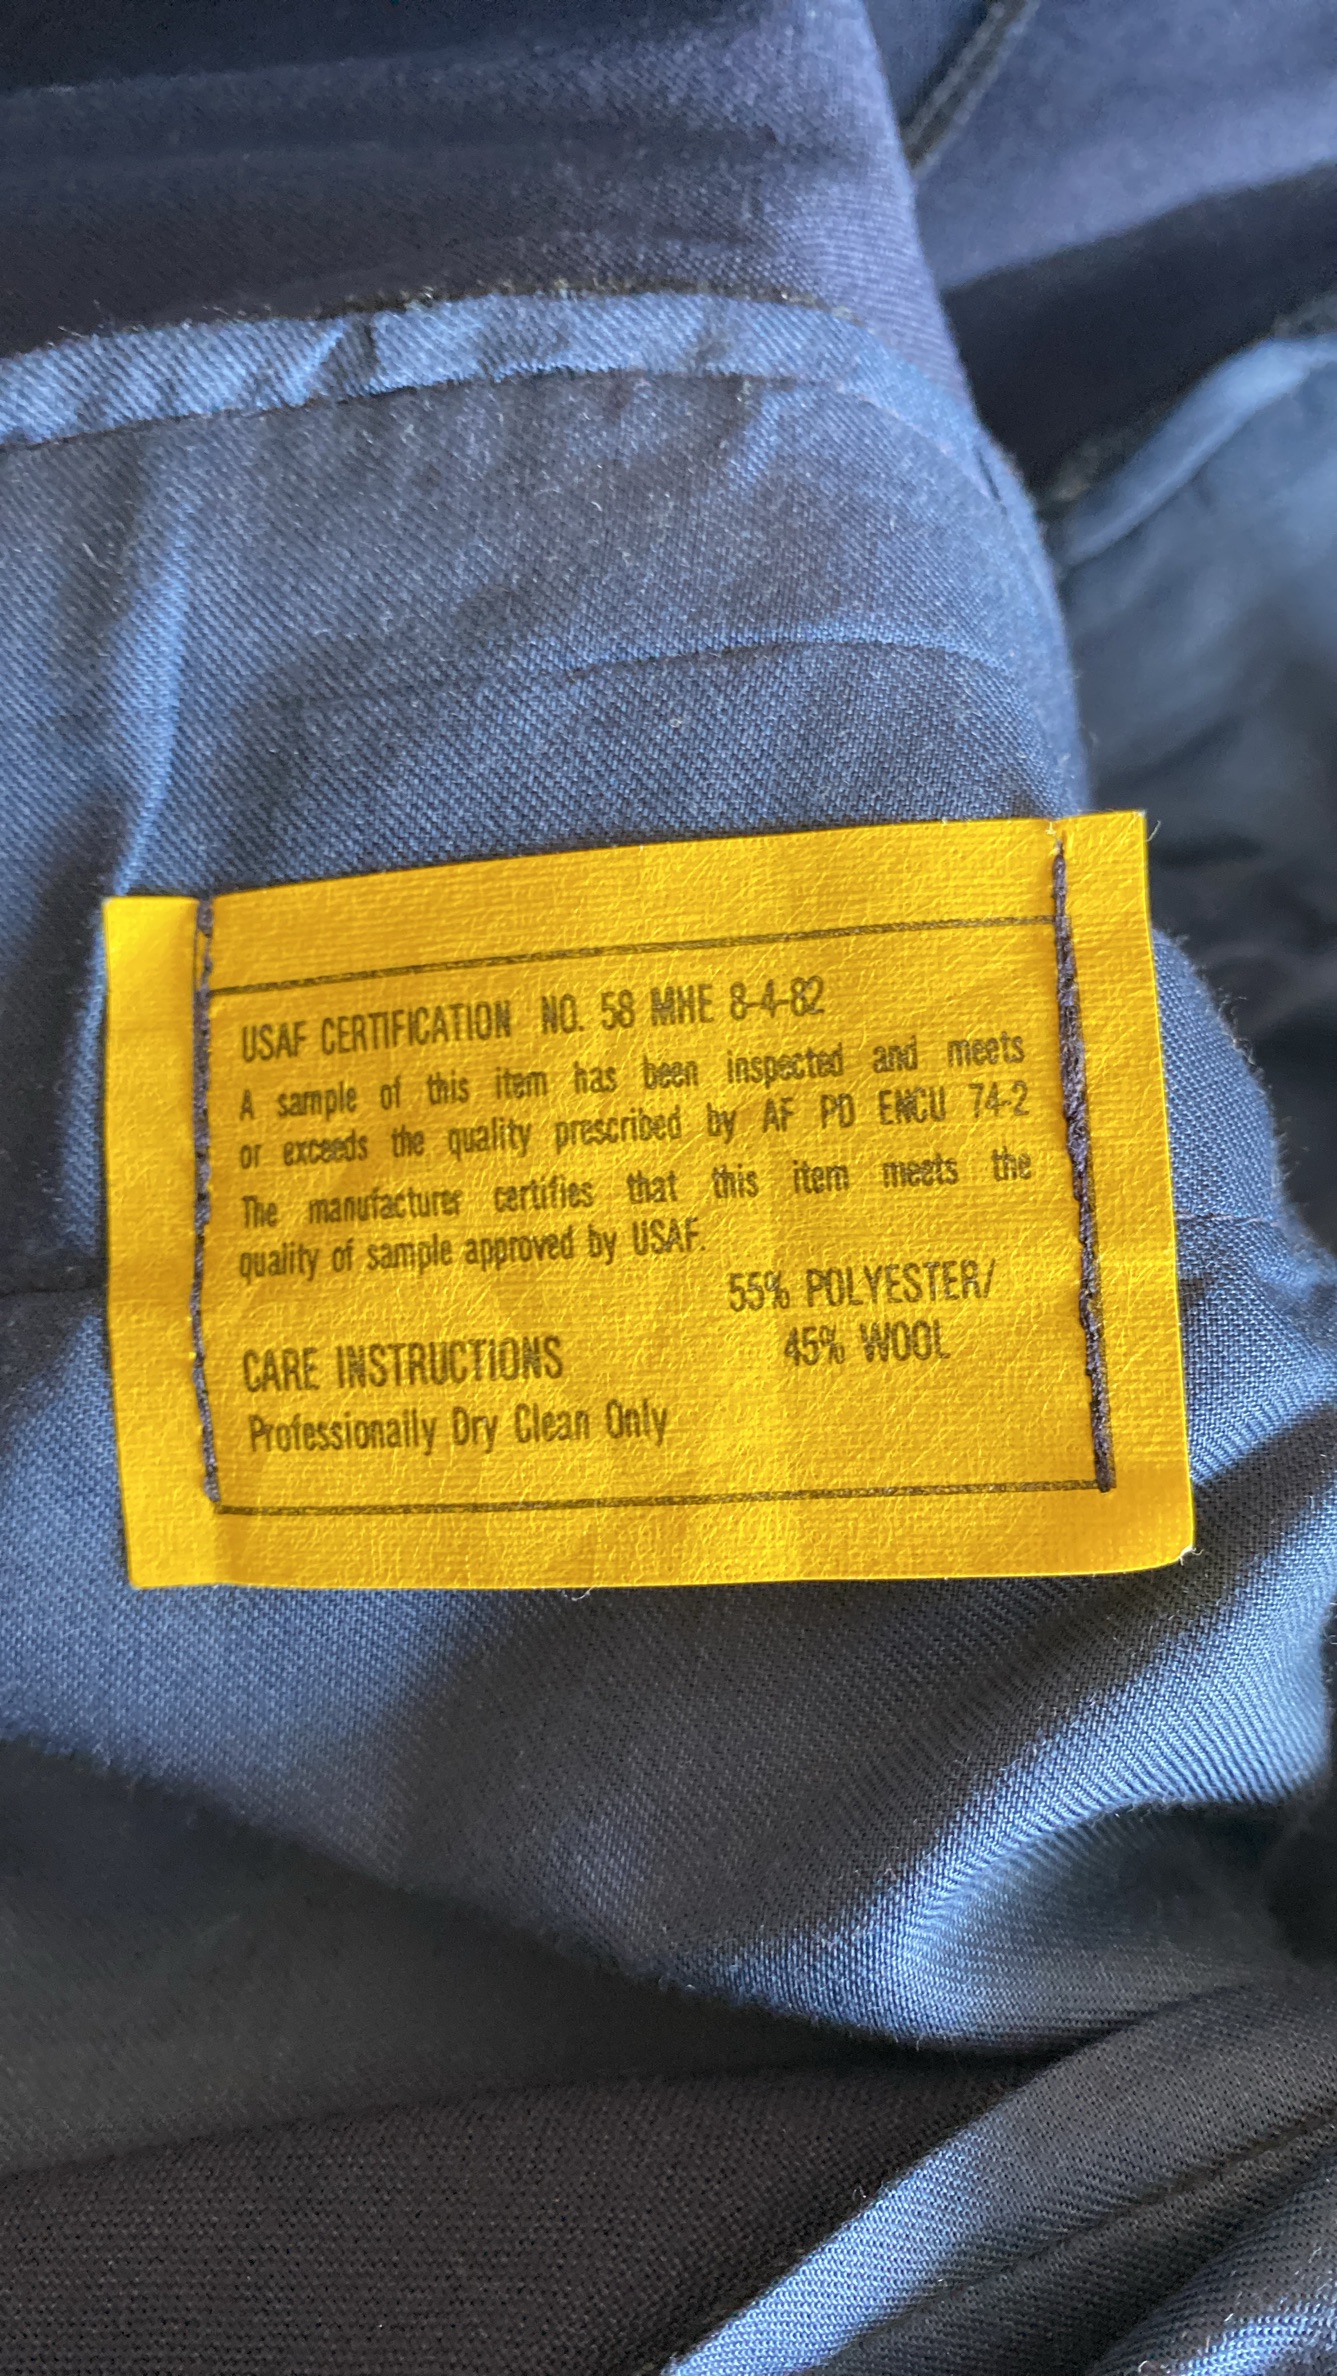 USAF CERTIFICATION NO. 58 MHE 8-4-82
A sample of this item has been inspected and meets
or exceeds the quality prescribed by AF PD ENCU 74-2
The manufacturer certifies that this item meets the
quality of sample approved by USAF.
55% POLYESTER/
45% WOOL
CARE INSTRUCTIONS
Professionally Dry Clean Only